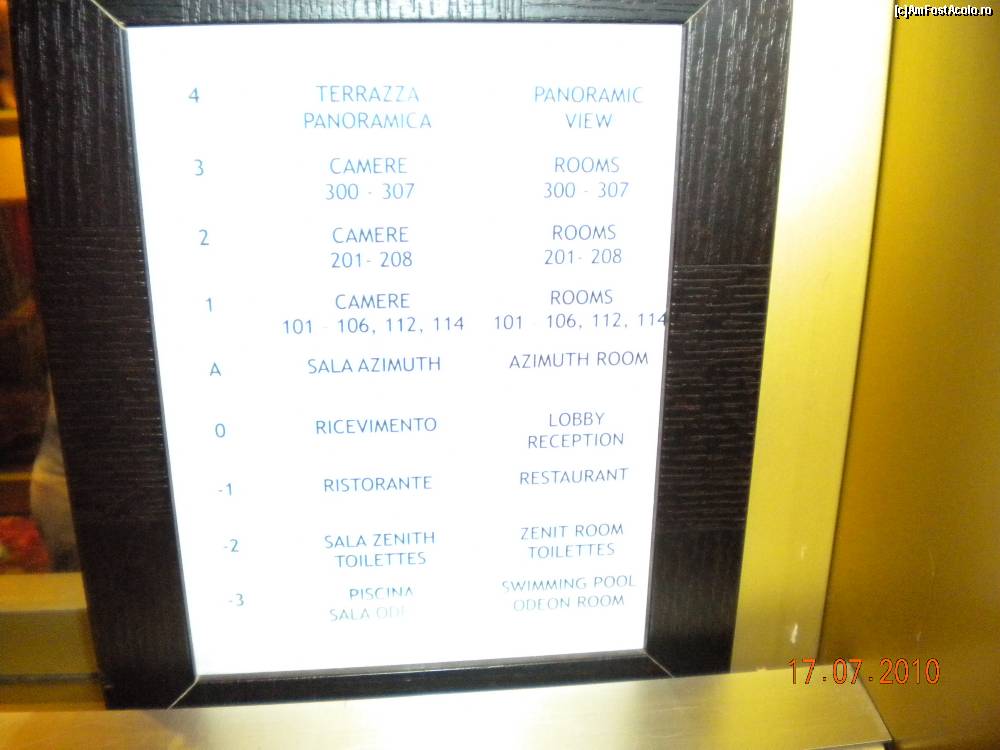 [c]AmFostAcolo.ro
4 TERRAZZA PANORAMIC
PANORAMICA VIEW
3 CAMERE ROOMS
300 - 307 300 - 307
2 CAMERE ROOMS
201- 208 201- 208
1 CAMERE ROOMS
101 - 106, 112, 114 101 - 106, 112, 114
A SALA AZIMUTH AZIMUTH ROOM
0 RICEVIMENTO LOBBY
RECEPTION
-1 RISTORANTE RESTAURANT
-2 SALA ZENITH ZENIT ROOM
TOILETTES TOILETTES
-3 PISCINA SWIMMING POOL
SALA ODEON ROOM
17.07.2010